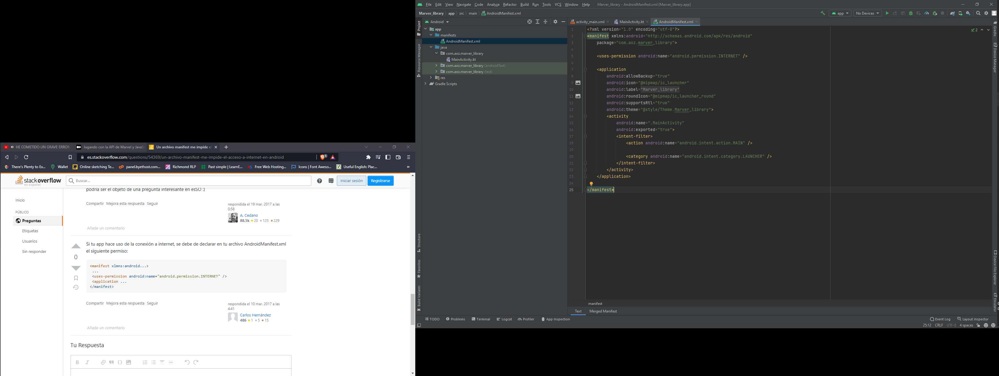 HE COMETIDO UN GRAVE ERROR
Jugando con la API de Marvel y JavaSc
Un archivo manifest me impide el
es.stackoverflow.com/questions/54369/un-archivo-manifest-me-impide-el-acceso-a-internet-en-android
There's Plenty to Ex...
Wallet
Online sketching Te...
panel.byethost.com...
Richmond RLP
Past simple | LearnE...
Free Web Hosting...
Icons | Font Aweso...
Useful English: Plac...
»
stackoverflow
en español
Buscar...
Iniciar sesión
Registrarse
podría ser el objeto de una pregunta interesante en esSO :)
Inicio
PÚBLICO
Preguntas
Etiquetas
Usuarios
Sin responder
Compartir Mejora esta respuesta Seguir
respondida el 19 mar. 2017 a las
0:58
A. Cedano
88.5k 20 125 229
Añade un comentario
Si tu app hace uso de la conexión a internet, se debe de declarar en tu archivo AndroidManifest.xml
el siguiente permiso:
0
<manifest xlmns:android...>
...
<uses-permission android:name="android.permission.INTERNET" />
<application ...
</manifest>
Compartir Mejora esta respuesta Seguir
respondida el 10 mar. 2017 a las
4:41
Carlos Hernández
486 1 5 15
Añade un comentario
Tu Respuesta
B I
File Edit View Navigate Code Analyze Refactor Build Run Tools VCS Window Help Marver_library - AndroidManifest.xml [Marver_library.app]
Marver_library app src main AndroidManifest.xml
app No Devices
Android
Project
Resource Manager
Structure
Favorites
Build Variants
app
manifests
AndroidManifest.xml
java
com.aoz.marver_library
MainActivity.kt
com.aoz.marver_library (androidTest)
com.aoz.marver_library (test)
res
Gradle Scripts
activity_main.xml MainActivity.kt AndroidManifest.xml
2
1 <?xml version="1.0" encoding="utf-8"?>
2 <manifest xmlns:android="http://schemas.android.com/apk/res/android"
3 package="com.aoz.marver_library">
4
5 <uses-permission android:name="android.permission.INTERNET" />
6
7 <application
8 android:allowBackup="true"
9 android:icon="@mipmap/ic_launcher"
10 android:label="Marver_library"
11 android:roundIcon="@mipmap/ic_launcher_round"
12 android:supportsRtl="true"
13 android:theme="@style/Theme.Marver_library">
14 <activity
15 android:name=".MainActivity"
16 android:exported="true">
17 <intent-filter>
18 <action android:name="android.intent.action.MAIN" />
19
20 <category android:name="android.intent.category.LAUNCHER" />
21 </intent-filter>
22 </activity>
23 </application>
24
25 </manifest>
Gradle
Device Manager
Device File Explorer
Emulator
manifest
Text Merged Manifest
TODO Problems Terminal Logcat Profiler App Inspection
Event Log Layout Inspector
25:12 CRLF UTF-8 4 spaces